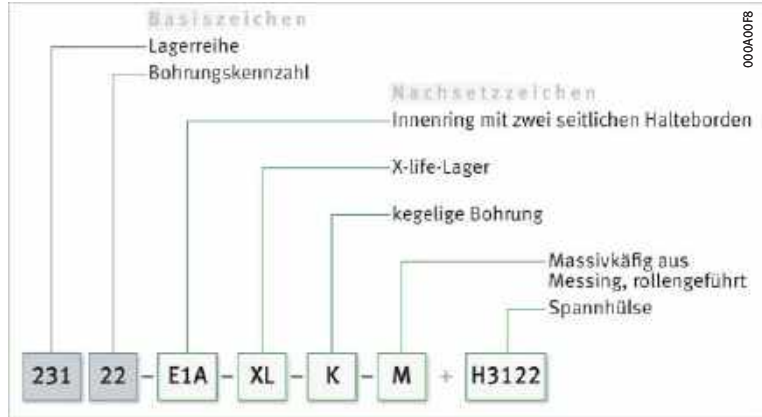 Basiszeichen
Lagerreihe
Bohrungskennzahl
Nachsetzzeichen
Innenring mit zwei seitlichen Halteborden
X-life-Lager
kegelige Bohrung
Massivkäfig aus
Messing, rollengeführt
Spannhülse
231 22 – E1A – XL – K – M + H3122
000A00F8